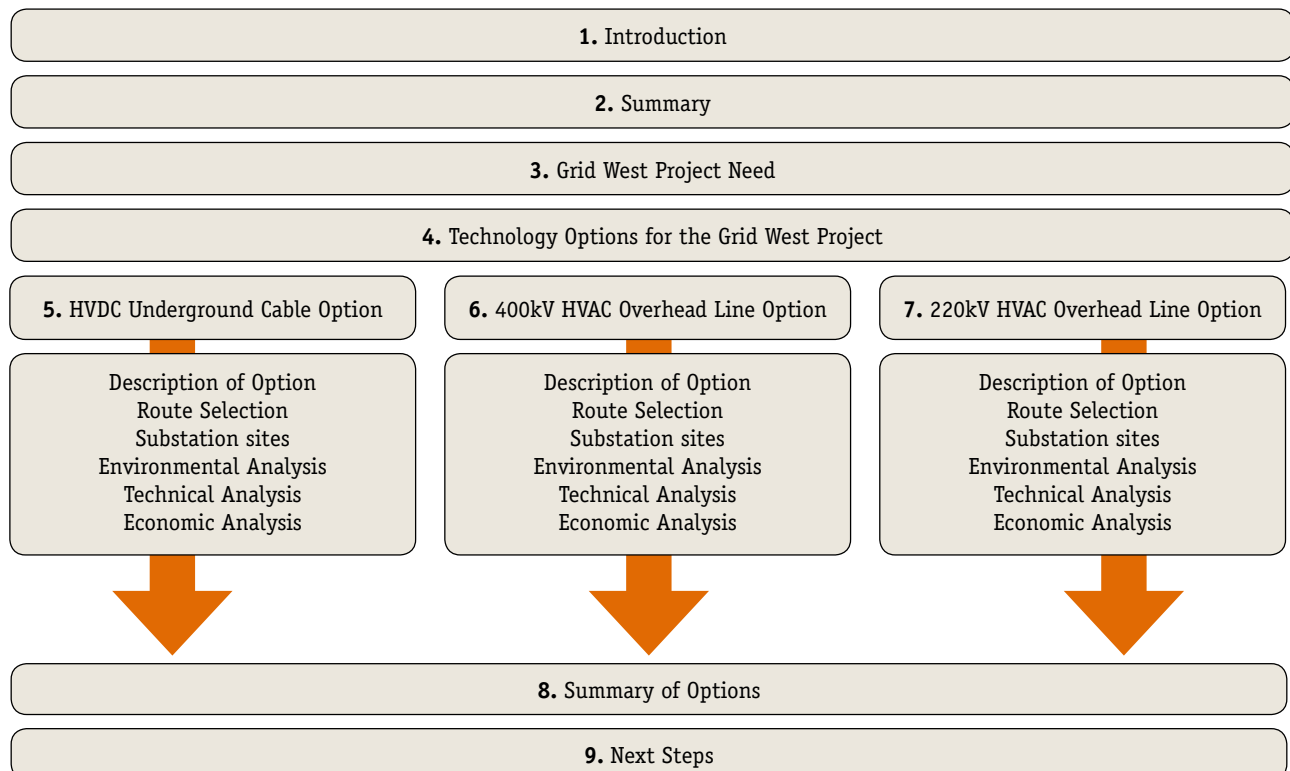 1. Introduction
2. Summary
3. Grid West Project Need
4. Technology Options for the Grid West Project
5. HVDC Underground Cable Option
Description of Option
Route Selection
Substation sites
Environmental Analysis
Technical Analysis
Economic Analysis
6. 400kV HVAC Overhead Line Option
Description of Option
Route Selection
Substation sites
Environmental Analysis
Technical Analysis
Economic Analysis
7. 220kV HVAC Overhead Line Option
Description of Option
Route Selection
Substation sites
Environmental Analysis
Technical Analysis
Economic Analysis
8. Summary of Options
9. Next Steps